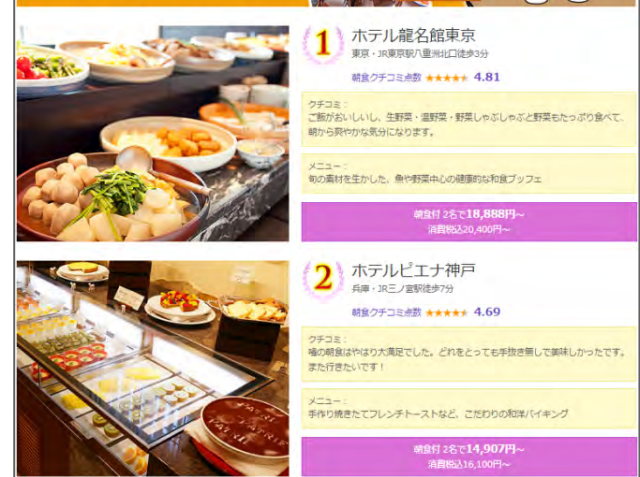 1 ホテル龍名館東京
東京・JR東京駅八重洲北口徒歩3分
朝食クチコミ点数 ★★★★★ 4.81
クチコミ：
ご飯がおいしいし、生野菜・温野菜・野菜しゃぶしゃぶと野菜もたっぷり食べて、
朝から爽やかな気分になります。
メニュー：
旬の素材を生かした、魚や野菜中心の健康的な和食ブッフェ
朝食付 2名で18,888円～
消費税込20,400円～
2 ホテルピエナ神戸
兵庫・JR三ノ宮駅徒歩7分
朝食クチコミ点数 ★★★★★ 4.69
クチコミ：
噂の朝食はやはり大満足でした。どれをとっても手抜き無しで美味しかったです。
また行きたいです！
メニュー：
手作り焼きたてフレンチトーストなど、こだわりの和洋バイキング
朝食付 2名で14,907円～
消費税込16,100円～